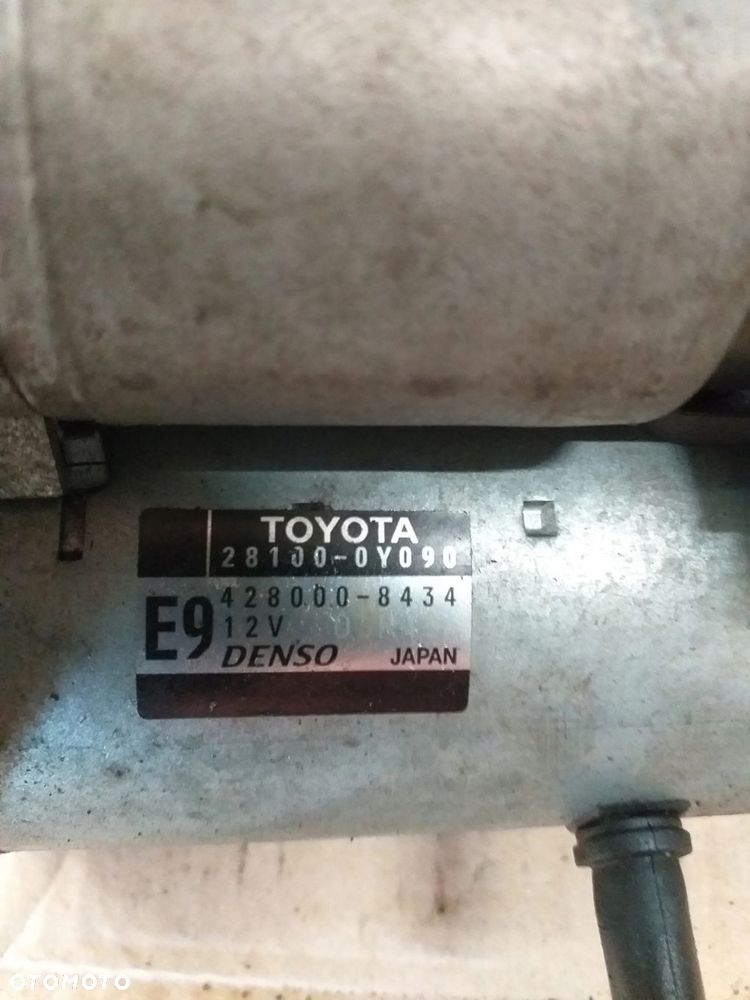 TOYOTA
28100-0Y090
428000-8434
E9
12V
DENSO JAPAN
OTOMOTO